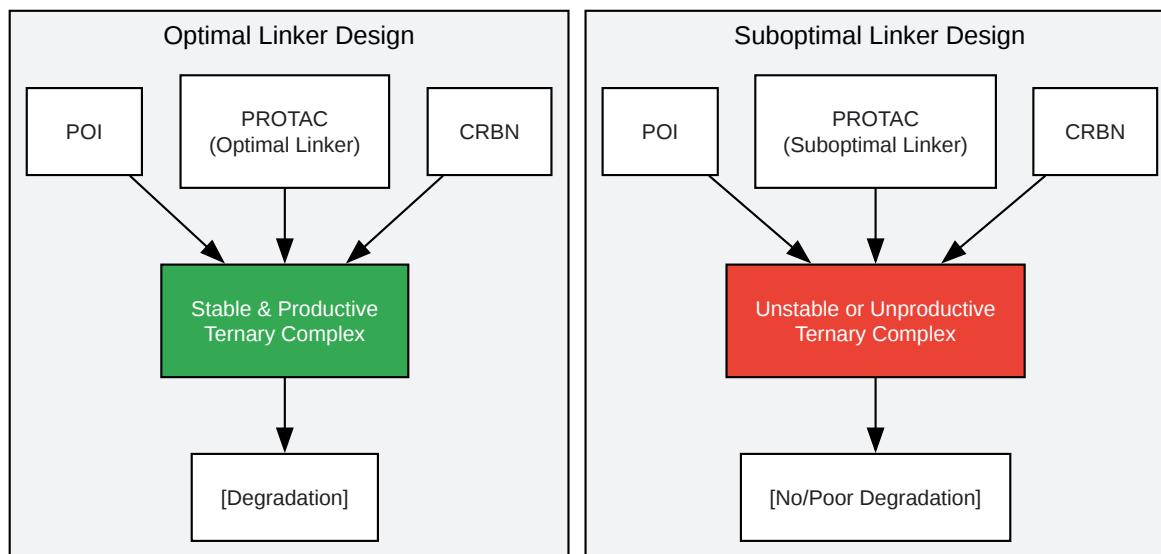 Optimal Linker Design
POI
PROTAC
(Optimal Linker)
CRBN
Stable & Productive
Ternary Complex
[Degradation]
Suboptimal Linker Design
POI
PROTAC
(Suboptimal Linker)
CRBN
Unstable or Unproductive
Ternary Complex
[No/Poor Degradation]